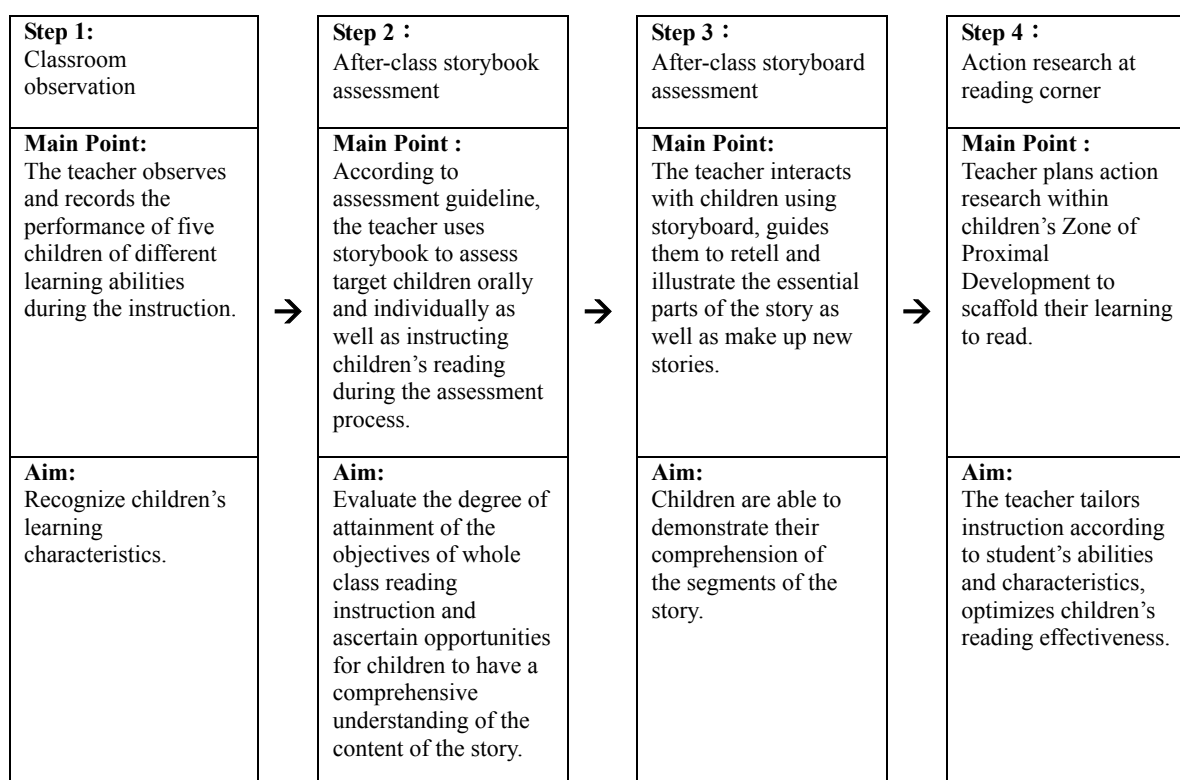 Step 1:
Classroom
observation
Main Point:
The teacher observes
and records the
performance of five
children of different
learning abilities
during the instruction.
Aim:
Recognize children’s
learning
characteristics.
→
Step 2：
After-class storybook
assessment
Main Point :
According to
assessment guideline,
the teacher uses
storybook to assess
target children orally
and individually as
well as instructing
children’s reading
during the assessment
process.
Aim:
Evaluate the degree of
attainment of the
objectives of whole
class reading
instruction and
ascertain opportunities
for children to have a
comprehensive
understanding of the
content of the story.
→
Step 3：
After-class storyboard
assessment
Main Point:
The teacher interacts
with children using
storyboard, guides
them to retell and
illustrate the essential
parts of the story as
well as make up new
stories.
Aim:
Children are able to
demonstrate their
comprehension of
the segments of the
story.
→
Step 4：
Action research at
reading corner
Main Point :
Teacher plans action
research within
children’s Zone of
Proximal
Development to
scaffold their learning
to read.
Aim:
The teacher tailors
instruction according
to student’s abilities
and characteristics,
optimizes children’s
reading effectiveness.